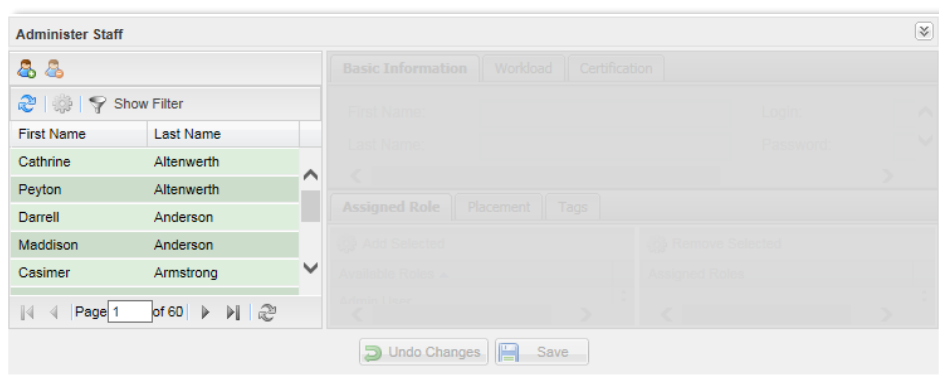 Administer Staff
Basic Information Workload Certification
Show Filter
First Name: Login:
First Name Last Name
Last Name: Password:
Cathrine Altenwerth
Peyton Altenwerth
Assigned Role Placement Tags
Darrell Anderson
Maddison Anderson
Add Selected Remove Selected
Casimer Armstrong
Available Roles Assigned Roles
Page 1 of 60
Undo Changes Save